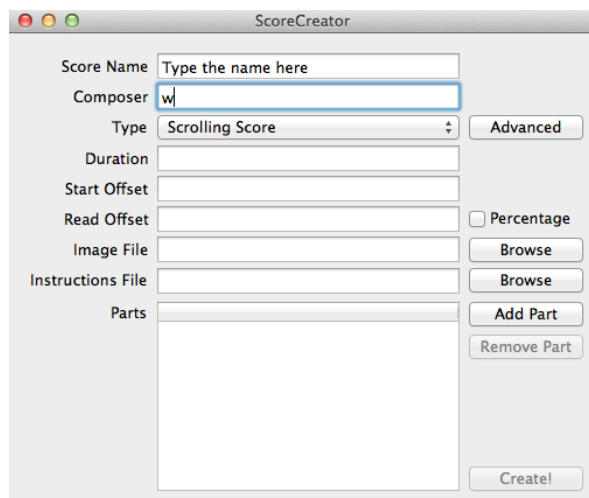 ScoreCreator
Score Name Type the name here
Composer w
Type Scrolling Score Advanced
Duration
Start Offset
Read Offset Percentage
Image File Browse
Instructions File Browse
Parts Add Part
Remove Part
Create!